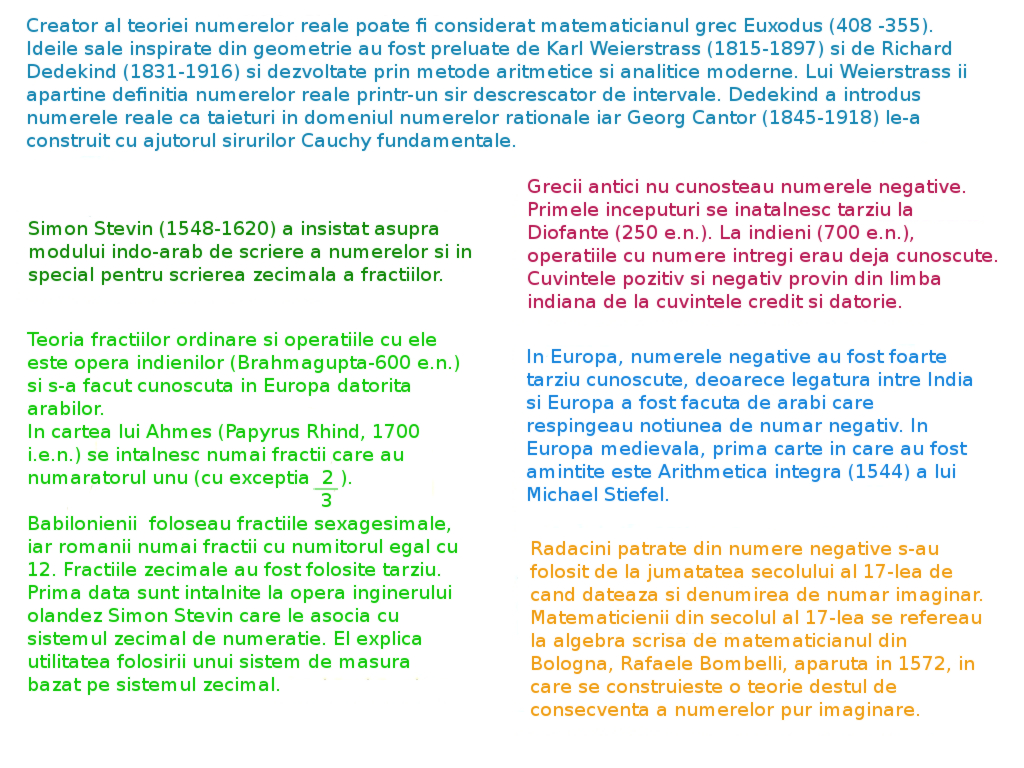 Creator al teoriei numerelor reale poate fi considerat matematicianul grec Euxodus (408 -355).
Ideile sale inspirate din geometrie au fost preluate de Karl Weierstrass (1815-1897) si de Richard
Dedekind (1831-1916) si dezvoltate prin metode aritmetice si analitice moderne. Lui Weierstrass ii
apartine definitia numerelor reale printr-un sir descrescator de intervale. Dedekind a introdus
numerele reale ca taieturi in domeniul numerelor rationale iar Georg Cantor (1845-1918) le-a
construit cu ajutorul sirurilor Cauchy fundamentale.
Simon Stevin (1548-1620) a insistat asupra
modului indo-arab de scriere a numerelor si in
special pentru scrierea zecimala a fractiilor.
Teoria fractiilor ordinare si operatiile cu ele
este opera indienilor (Brahmagupta-600 e.n.)
si s-a facut cunoscuta in Europa datorita
arabilor.
In cartea lui Ahmes (Papyrus Rhind, 1700
i.e.n.) se intalnesc numai fractii care au
numaratorul unu (cu exceptia 2 ).
3
Babilonienii  foloseau fractiile sexagesimale,
iar romanii numai fractii cu numitorul egal cu
12. Fractiile zecimale au fost folosite tarziu.
Prima data sunt intalnite la opera inginerului
olandez Simon Stevin care le asocia cu
sistemul zecimal de numeratie. El explica
utilitatea folosirii unui sistem de masura
bazat pe sistemul zecimal.
Grecii antici nu cunosteau numerele negative.
Primele inceputuri se inatalnesc tarziu la
Diofante (250 e.n.). La indieni (700 e.n.),
operatiile cu numere intregi erau deja cunoscute.
Cuvintele pozitiv si negativ provin din limba
indiana de la cuvintele credit si datorie.
In Europa, numerele negative au fost foarte
tarziu cunoscute, deoarece legatura intre India
si Europa a fost facuta de arabi care
respingeau notiunea de numar negativ. In
Europa medievala, prima carte in care au fost
amintite este Arithmetica integra (1544) a lui
Michael Stiefel.
Radacini patrate din numere negative s-au
folosit de la jumatatea secolului al 17-lea de
cand dateaza si denumirea de numar imaginar.
Matematicienii din secolul al 17-lea se refereau
la algebra scrisa de matematicianul din
Bologna, Rafaele Bombelli, aparuta in 1572, in
care se construieste o teorie destul de
consecventa a numerelor pur imaginare.